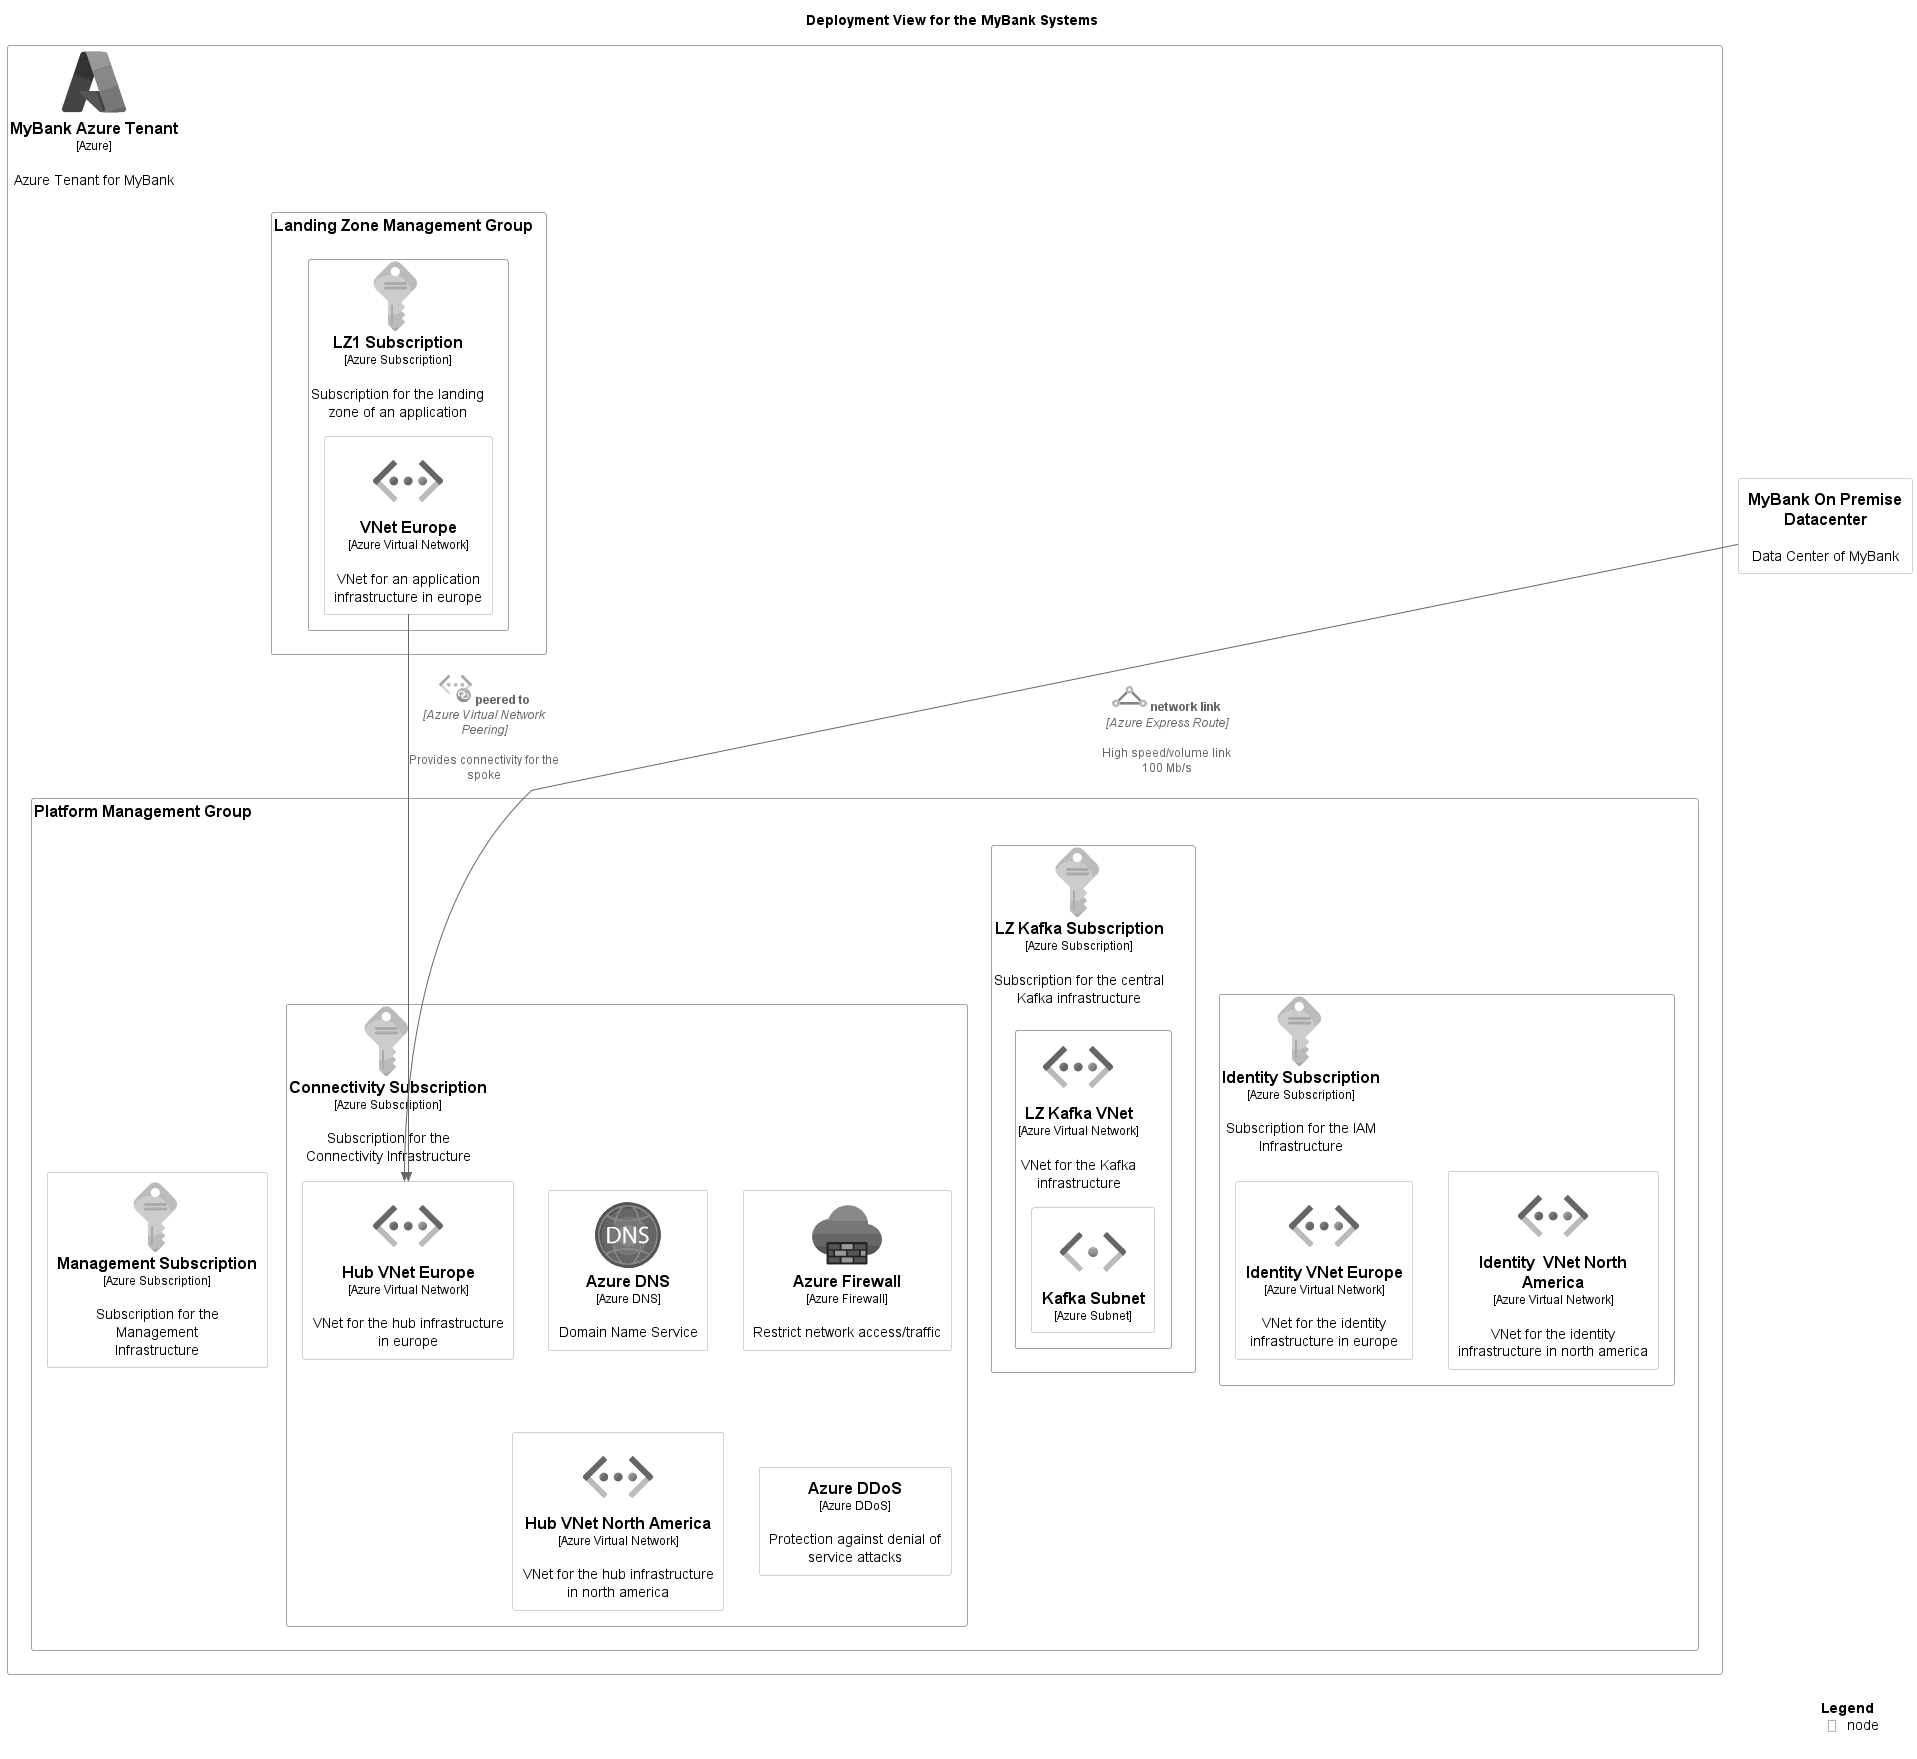 Deployment View for the MyBank Systems
MyBank Azure Tenant
[Azure]
Azure Tenant for MyBank
Landing Zone Management Group
LZ1 Subscription
[Azure Subscription]
Subscription for the landing
zone of an application
VNet Europe
[Azure Virtual Network]
VNet for an application
infrastructure in europe
MyBank On Premise
Datacenter
Data Center of MyBank
peered to
[Azure Virtual Network
Peering]
Provides connectivity for the
spoke
network link
[Azure Express Route]
High speed/volume link
100 Mb/s
Platform Management Group
Management Subscription
[Azure Subscription]
Subscription for the
Management
Infrastructure
Connectivity Subscription
[Azure Subscription]
Subscription for the
Connectivity Infrastructure
Hub VNet Europe
[Azure Virtual Network]
VNet for the hub infrastructure
in europe
DNS
Azure DNS
[Azure DNS]
Domain Name Service
Azure Firewall
[Azure Firewall]
Restrict network access/traffic
Hub VNet North America
[Azure Virtual Network]
VNet for the hub infrastructure
in north america
Azure DDoS
[Azure DDoS]
Protection against denial of
service attacks
LZ Kafka Subscription
[Azure Subscription]
Subscription for the central
Kafka infrastructure
LZ Kafka VNet
[Azure Virtual Network]
VNet for the Kafka
infrastructure
Kafka Subnet
[Azure Subnet]
Identity Subscription
[Azure Subscription]
Subscription for the IAM
Infrastructure
Identity VNet Europe
[Azure Virtual Network]
VNet for the identity
infrastructure in europe
Identity  VNet North
America
[Azure Virtual Network]
VNet for the identity
infrastructure in north america
Legend
node